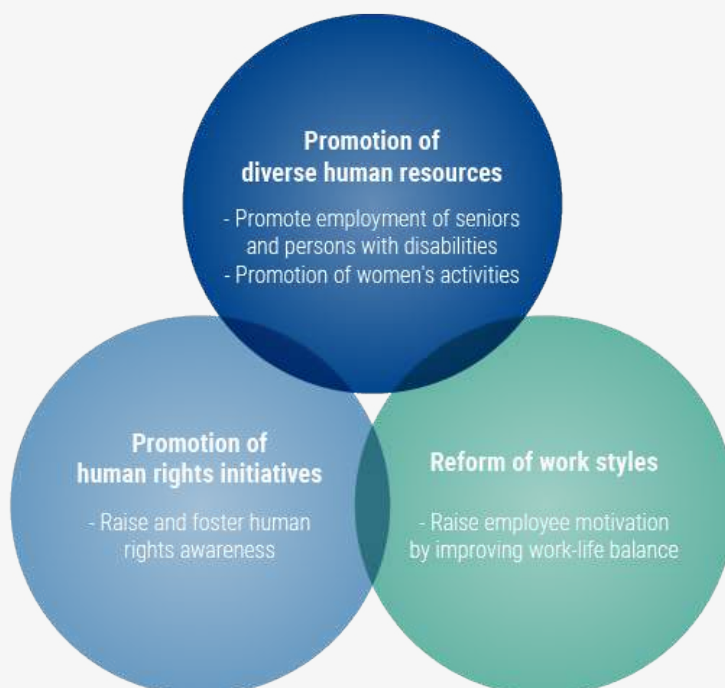 Promotion of
diverse human resources
- Promote employment of seniors
and persons with disabilities
- Promotion of women's activities
Promotion of
human rights initiatives
- Raise and foster human
rights awareness
Reform of work styles
- Raise employee motivation
by improving work-life balance